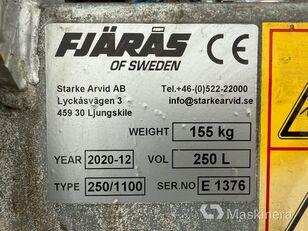 FJÄRÅS CE
OF SWEDEN
Starke Arvid AB Tel.+46-(0)522-22000
Lyckåsvägen 3 info@starkearvid.se
459 30 Ljungskile
WEIGHT 155 kg
YEAR 2020-12 VOL 250 L
TYPE 250/1100 SER.NO E 1376
Maskinera